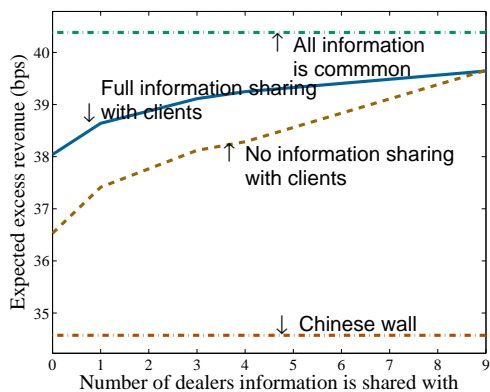 Expected excess revenue (bps)
40
39
38
37
36
35
↑ All information
is commmon
Full information sharing
↓ with clients
↑ No information sharing
with clients
↓ Chinese wall
0 1 2 3 4 5 6 7 8 9
Number of dealers information is shared with